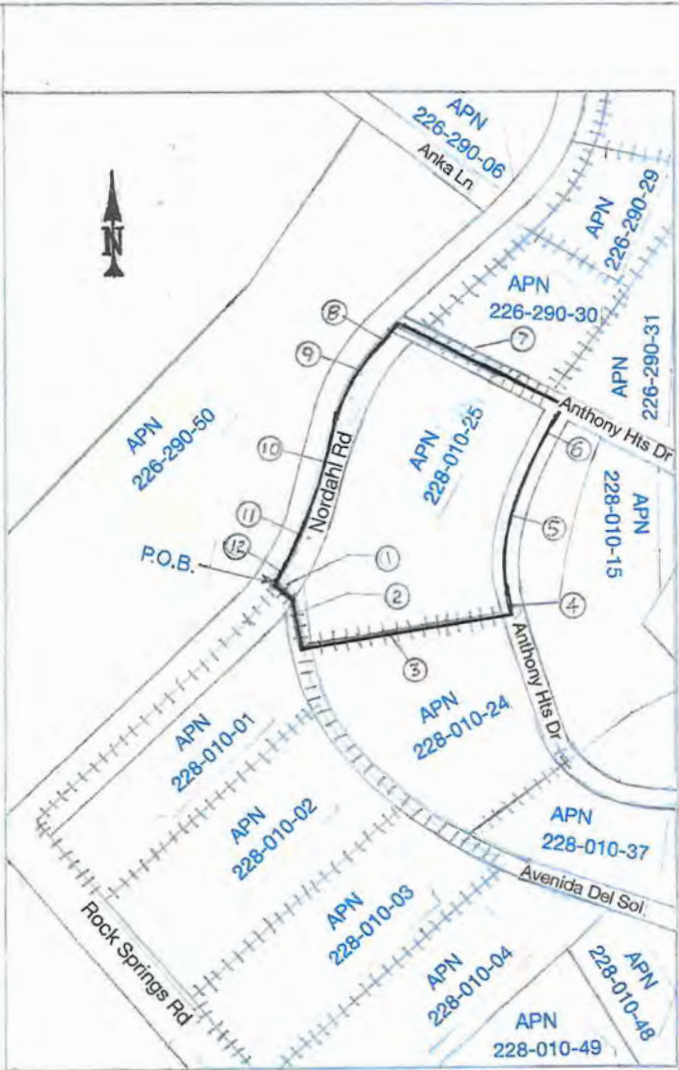 APN
226-290-06
Anka Ln
N
APN
226-290-29
APN
226-290-30
APN
226-290-31
⑦
⑧
⑨
Anthony Hts Dr
APN
226-290-50
⑩
Nordahl Rd
APN
228-010-25
⑥
⑤
APN
228-010-15
⑪
⑫
P.O.B.
①
②
④
③
Anthony Hts Dr
APN
228-010-24
APN
228-010-01
APN
228-010-02
APN
228-010-37
Avenida Del Sol
APN
228-010-03
Rock Springs Rd
APN
228-010-04
APN
228-010-48
APN
228-010-49